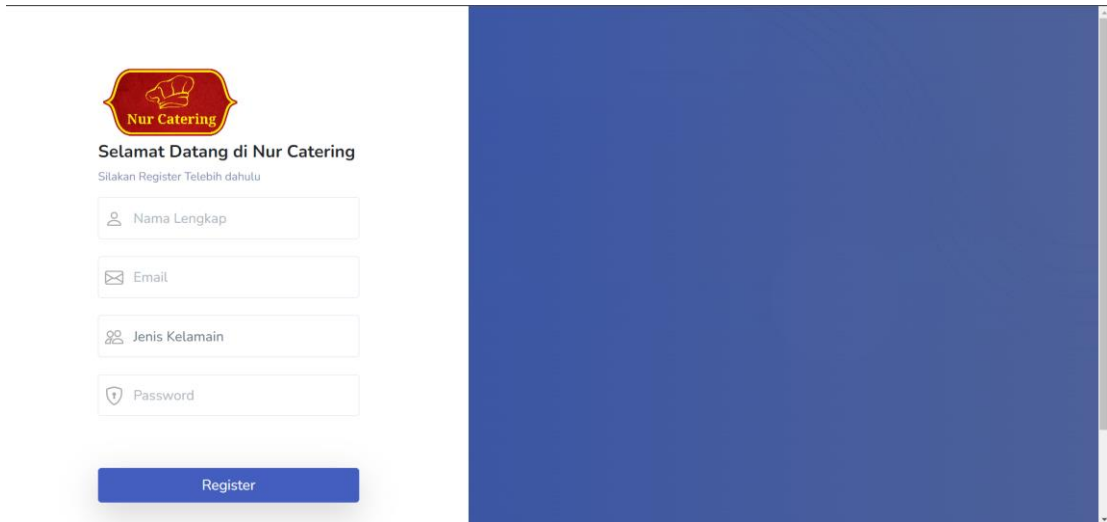 Nur Catering
Selamat Datang di Nur Catering
Silakan Register Telebih dahulu
Nama Lengkap
Email
Jenis Kelamain
Password
Register